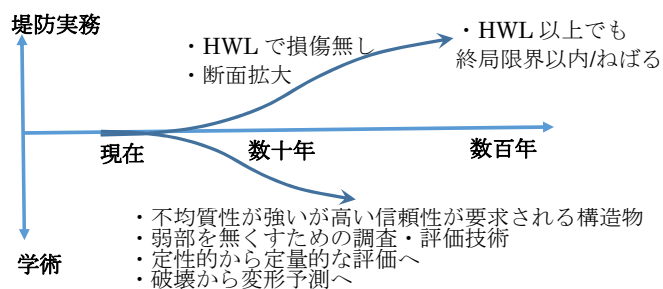 堤防実務
・HWL で損傷無し
・断面拡大
・HWL 以上でも
終局限界以内/ねばる
現在
数十年
数百年
・不均質性が強いが高い信頼性が要求される構造物
・弱部を無くすための調査・評価技術
・定性的から定量的な評価へ
・破壊から変形予測へ
学術